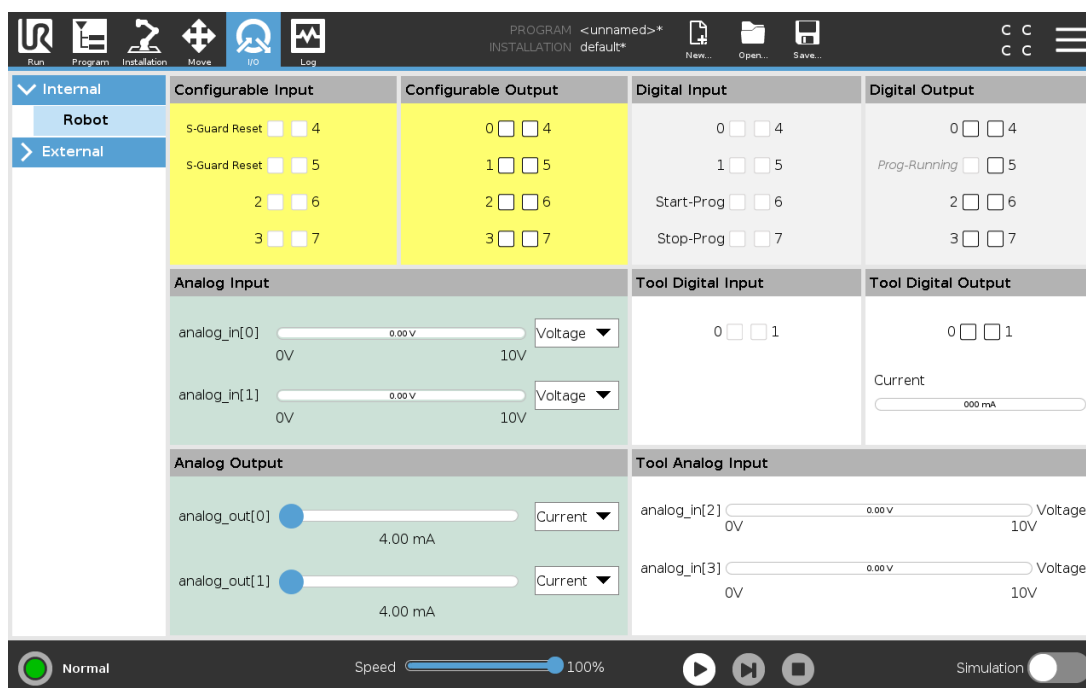 UR
Run Program Installation Move I/O Log
PROGRAM <unnamed>*
INSTALLATION default*
New... Open... Save...
C C
C C
Internal
Robot
External
Configurable Input
S-Guard Reset 4
S-Guard Reset 5
2 6
3 7
Configurable Output
0 4
1 5
2 6
3 7
Digital Input
0 4
1 5
Start-Prog 6
Stop-Prog 7
Digital Output
0 4
Prog-Running 5
2 6
3 7
Analog Input
analog_in[0] 0.00 V Voltage
0V 10V
analog_in[1] 0.00 V Voltage
0V 10V
Tool Digital Input
0 1
Tool Digital Output
0 1
Current
000 mA
Analog Output
analog_out[0] Current
4.00 mA
analog_out[1] Current
4.00 mA
Tool Analog Input
analog_in[2] 0.00 V Voltage
0V 10V
analog_in[3] 0.00 V Voltage
0V 10V
Normal Speed 100% Simulation